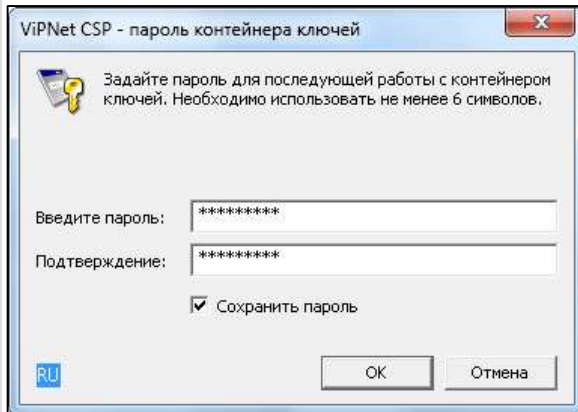 ViPNet CSP - пароль контейнера ключей
Задайте пароль для последующей работы с контейнером
ключей. Необходимо использовать не менее 6 символов.
Введите пароль: *********
Подтверждение: *********
Сохранить пароль
RU OK Отмена